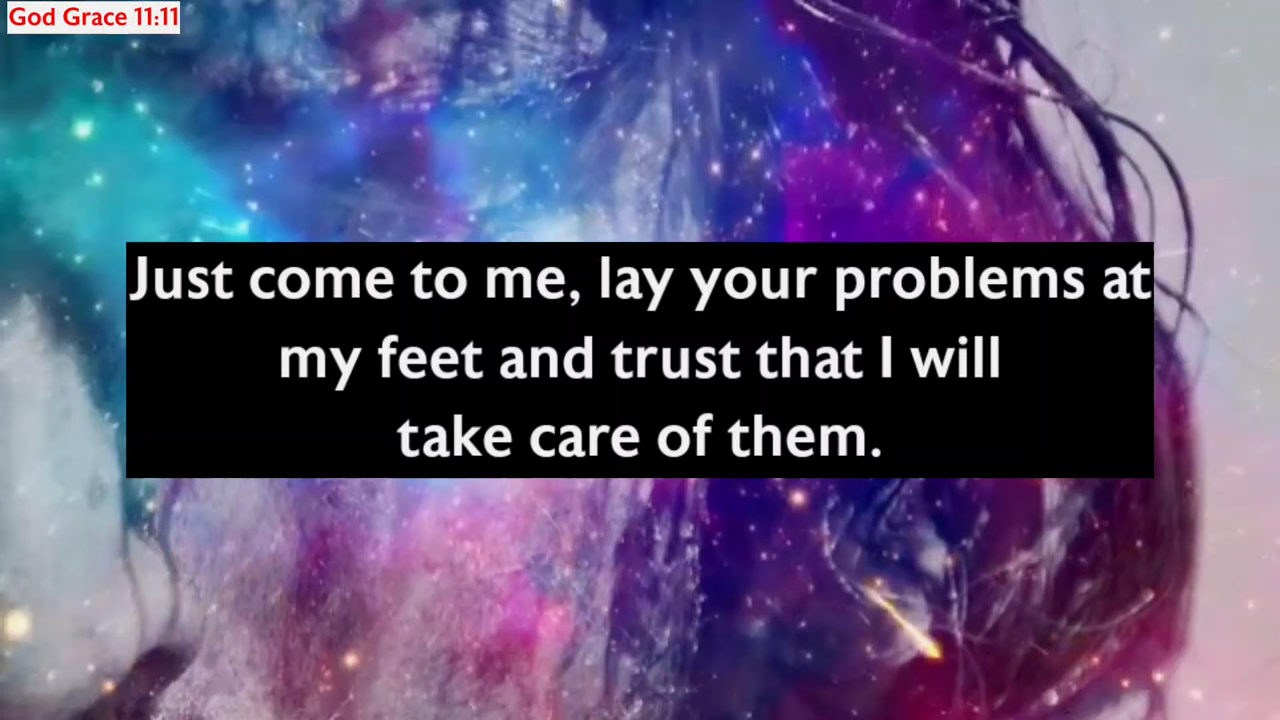 God Grace 11:11
Just come to me, lay your problems at
my feet and trust that I will
take care of them.